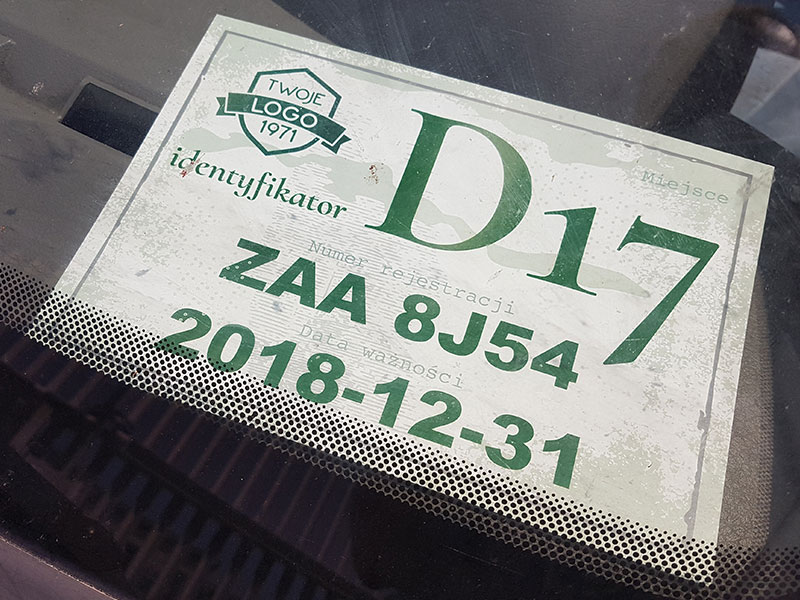 TWOJE
LOGO
1971
identyfikator
Miejsce
D17
Numer rejestracji
ZAA 8J54
Data ważności
2018-12-31